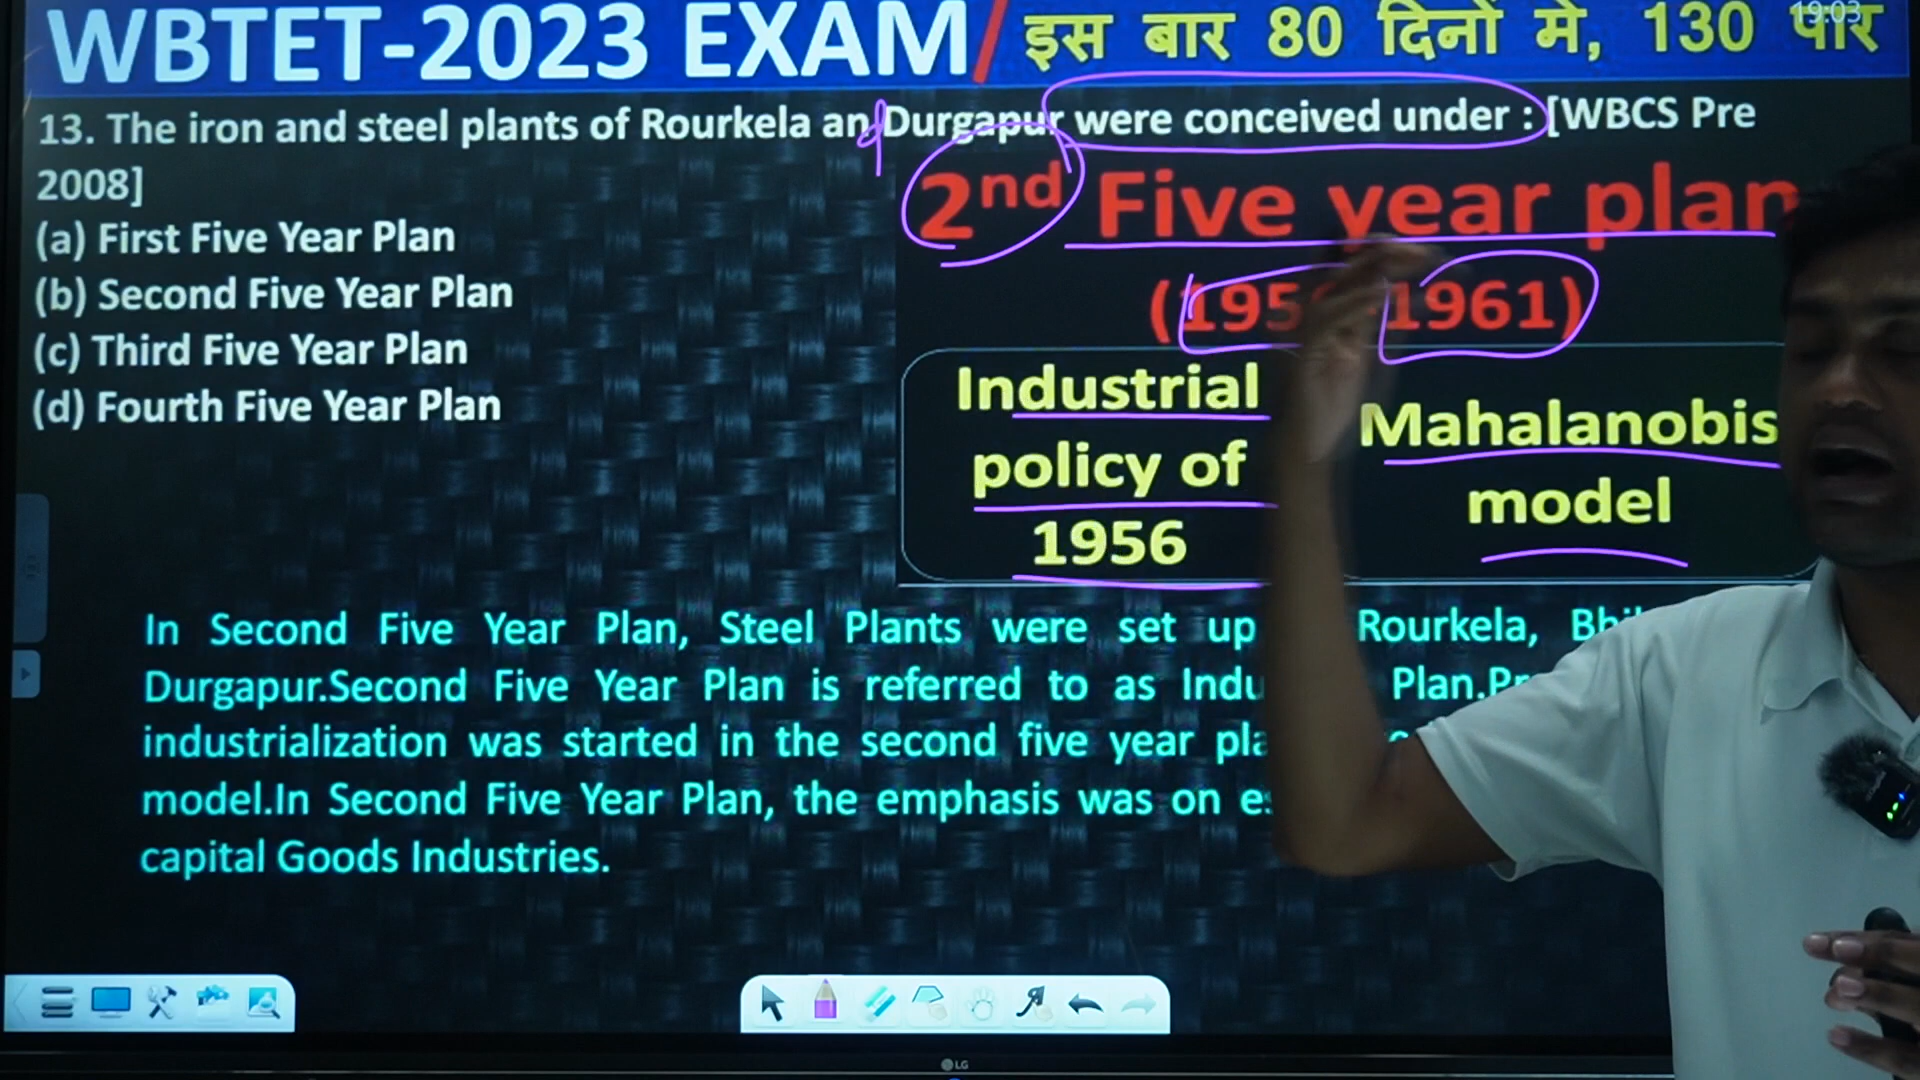 WBTET-2023 EXAM/ इस बार 80 दिनों मे, 130 पार
19:03
13. The iron and steel plants of Rourkela and Durgapur were conceived under : [WBCS Pre
2008]
(a) First Five Year Plan
(b) Second Five Year Plan
(c) Third Five Year Plan
(d) Fourth Five Year Plan
2nd Five year plan
1961)
Industrial
policy of
1956
Mahalanobis
model
In Second Five Year Plan, Steel Plants were set up Rourkela,
Durgapur.Second Five Year Plan is referred to as Plan.
industrialization was started in the second five year
model.In Second Five Year Plan, the emphasis was on
capital Goods Industries.
LG